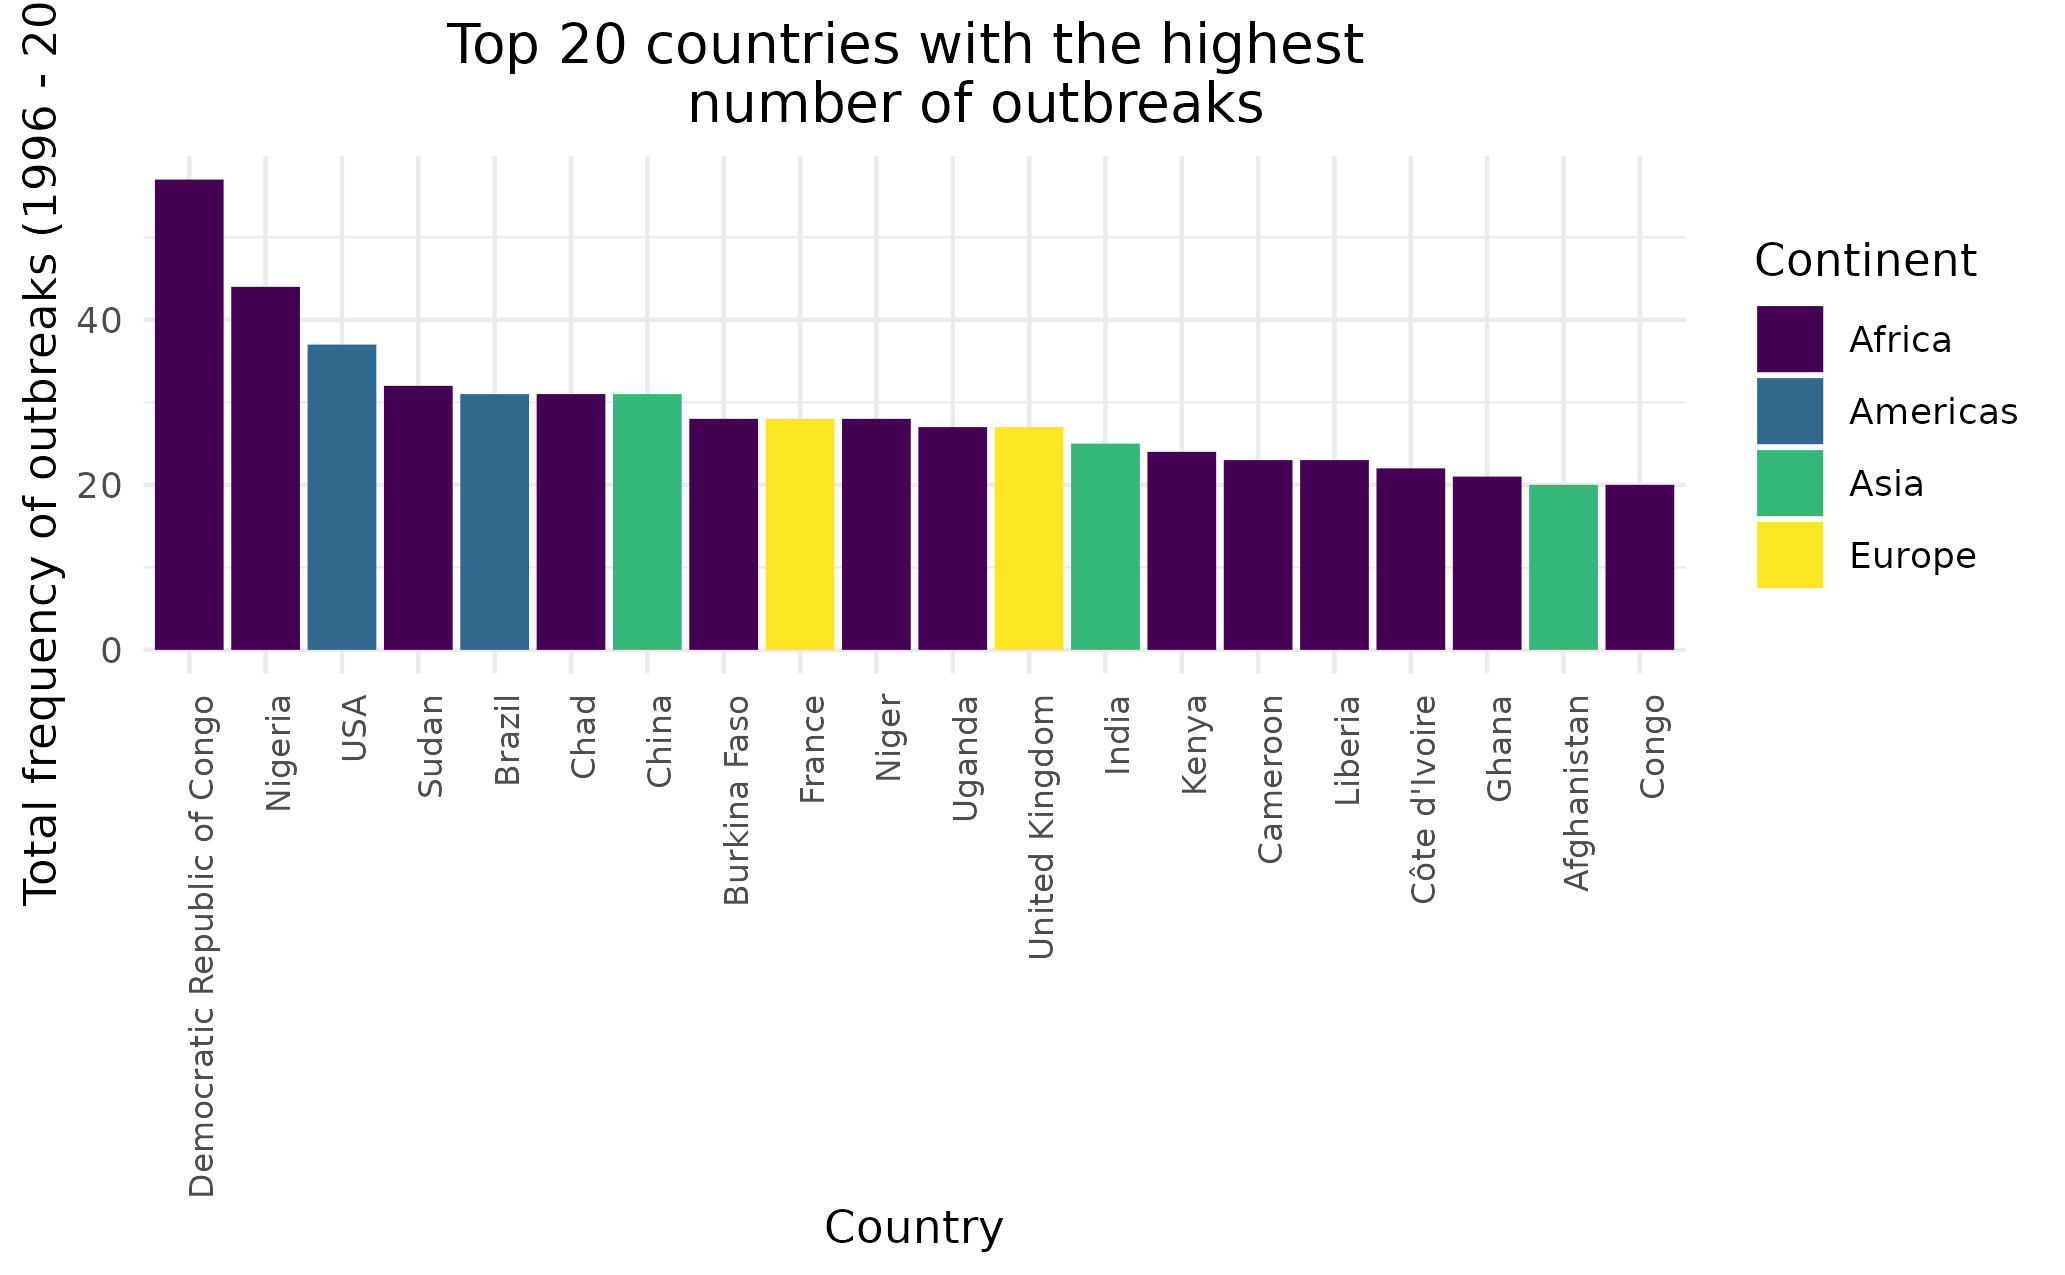 Top 20 countries with the highest
number of outbreaks
Total frequency of outbreaks (1996 - 20
40
20
0
Democratic Republic of Congo
Nigeria
USA
Sudan
Brazil
Chad
China
Burkina Faso
France
Niger
Uganda
United Kingdom
India
Kenya
Cameroon
Liberia
Côte d'Ivoire
Ghana
Afghanistan
Congo
Country
Continent
Africa
Americas
Asia
Europe